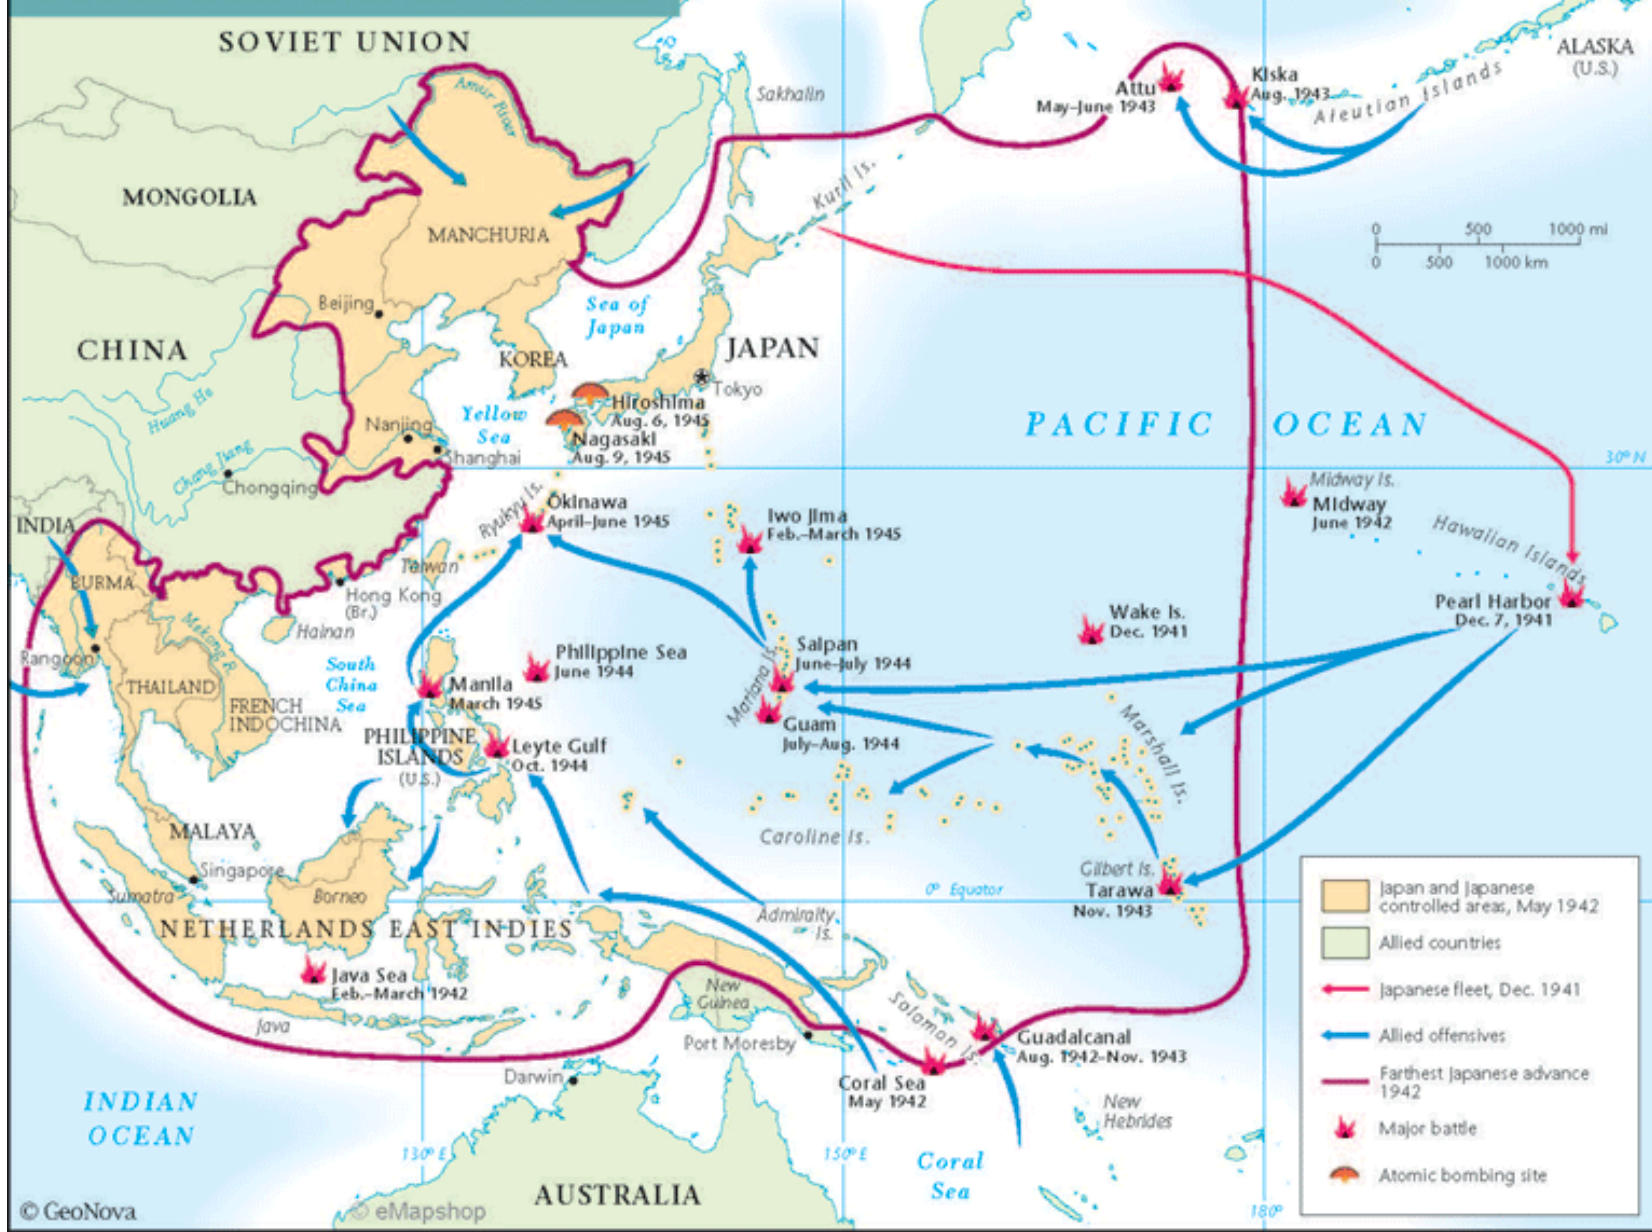 SOVIET UNION
Amur River
Sakhalin
Attu
May–June 1943
Kiska
Aug. 1943
Aleutian Islands
ALASKA
(U.S.)
MONGOLIA
MANCHURIA
Kuril Is.
0 500 1000 mi
0 500 1000 km
Beijing
Sea of
Japan
CHINA
KOREA
JAPAN
Tokyo
Huang He
Hiroshima
Aug. 6, 1945
Nagasaki
Aug. 9, 1945
Yellow
Sea
Nanjing
Shanghai
PACIFIC OCEAN
30° N
Chang Jiang
Chongqing
Midway Is.
Midway
June 1942
Ryukyu Is.
Okinawa
April–June 1945
Iwo Jima
Feb.–March 1945
INDIA
Hawaiian Islands
Taiwan
BURMA
Hong Kong
(Br.)
Pearl Harbor
Dec. 7, 1941
Wake Is.
Dec. 1941
Hainan
Mekong R.
Rangoon
South
China
Sea
Philippine Sea
June 1944
Saipan
June–July 1944
Mariana Is.
THAILAND
FRENCH
INDOCHINA
Manila
March 1945
Guam
July–Aug. 1944
Marshall Is.
PHILIPPINE
ISLANDS
(U.S.)
Leyte Gulf
Oct. 1944
MALAYA
Caroline Is.
Singapore
Sumatra
Borneo
0° Equator
Gilbert Is.
Tarawa
Nov. 1943
NETHERLANDS EAST INDIES
Admiralty
Is.
Java Sea
Feb.–March 1942
New
Guinea
Solomon Is.
Java
Port Moresby
Guadalcanal
Aug. 1942–Nov. 1943
Darwin
Coral Sea
May 1942
INDIAN
OCEAN
New
Hebrides
130° E
150° E
Coral
Sea
180°
AUSTRALIA
© GeoNova
© eMapshop
Japan and Japanese
controlled areas, May 1942
Allied countries
Japanese fleet, Dec. 1941
Allied offensives
Farthest Japanese advance
1942
Major battle
Atomic bombing site